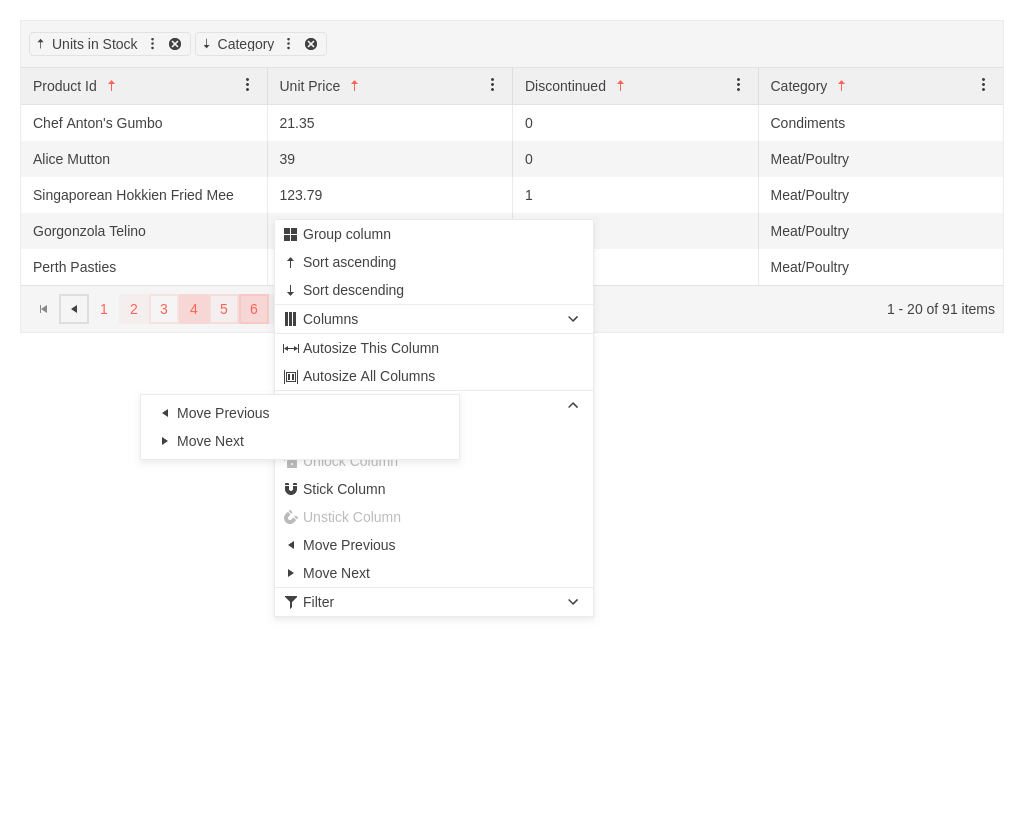 Units in Stock Category
Product Id Unit Price Discontinued Category
Chef Anton's Gumbo 21.35 0 Condiments
Alice Mutton 39 0 Meat/Poultry
Singaporean Hokkien Fried Mee 123.79 1 Meat/Poultry
Gorgonzola Telino Meat/Poultry
Perth Pasties Meat/Poultry
1 2 3 4 5 6 1 - 20 of 91 items
Group column
Sort ascending
Sort descending
Columns
Autosize This Column
Autosize All Columns
Move Previous
Move Next
Unlock Column
Stick Column
Unstick Column
Move Previous
Move Next
Filter